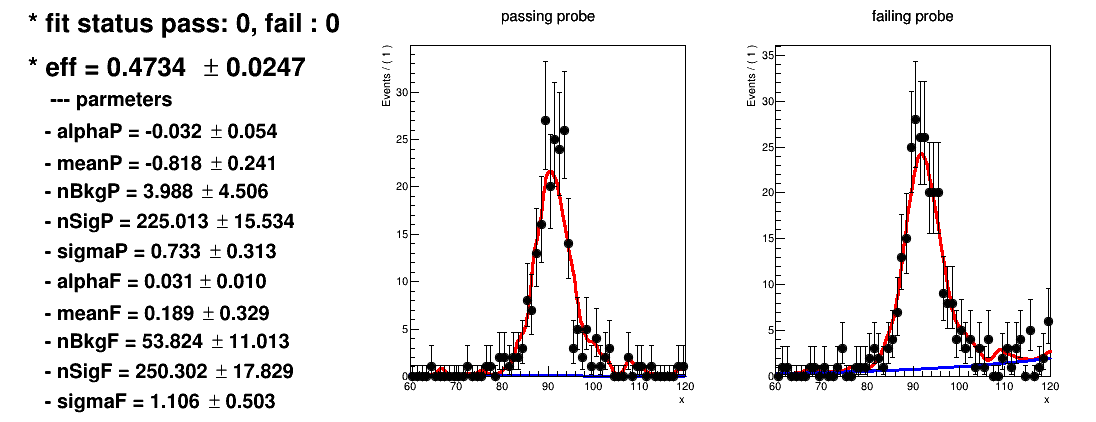 * fit status pass: 0, fail : 0
* eff = 0.4734 ± 0.0247
--- parmeters
- alphaP = -0.032 ± 0.054
- meanP = -0.818 ± 0.241
- nBkgP = 3.988 ± 4.506
- nSigP = 225.013 ± 15.534
- sigmaP = 0.733 ± 0.313
- alphaF = 0.031 ± 0.010
- meanF = 0.189 ± 0.329
- nBkgF = 53.824 ± 11.013
- nSigF = 250.302 ± 17.829
- sigmaF = 1.106 ± 0.503
passing probe
Events / ( 1 )
30
25
20
15
10
5
0
60 70 80 90 100 110 120
x
failing probe
Events / ( 1 )
35
30
25
20
15
10
5
0
60 70 80 90 100 110 120
x